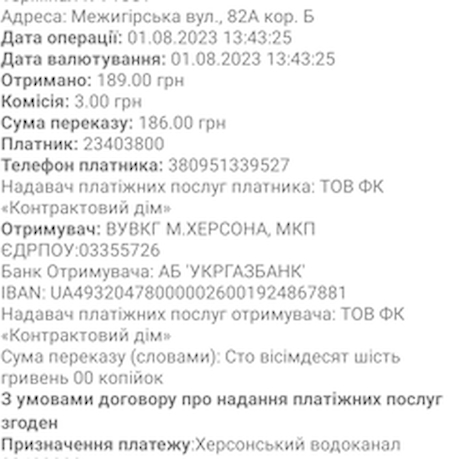 Адреса: Межигірська вул., 82А кор. Б
Дата операції: 01.08.2023 13:43:25
Дата валютування: 01.08.2023 13:43:25
Отримано: 189.00 грн
Комісія: 3.00 грн
Сума переказу: 186.00 грн
Платник: 23403800
Телефон платника: 380951339527
Надавач платіжних послуг платника: ТОВ ФК
«Контрактовий дім»
Отримувач: ВУВКГ М.ХЕРСОНА, МКП
ЄДРПОУ:03355726
Банк Отримувача: АБ 'УКРГАЗБАНК'
IBAN: UA493204780000026001924867881
Надавач платіжних послуг отримувача: ТОВ ФК
«Контрактовий дім»
Сума переказу (словами): Сто вісімдесят шість
гривень 00 копійок
З умовами договору про надання платіжних послуг
згоден
Призначення платежу:Херсонський водоканал